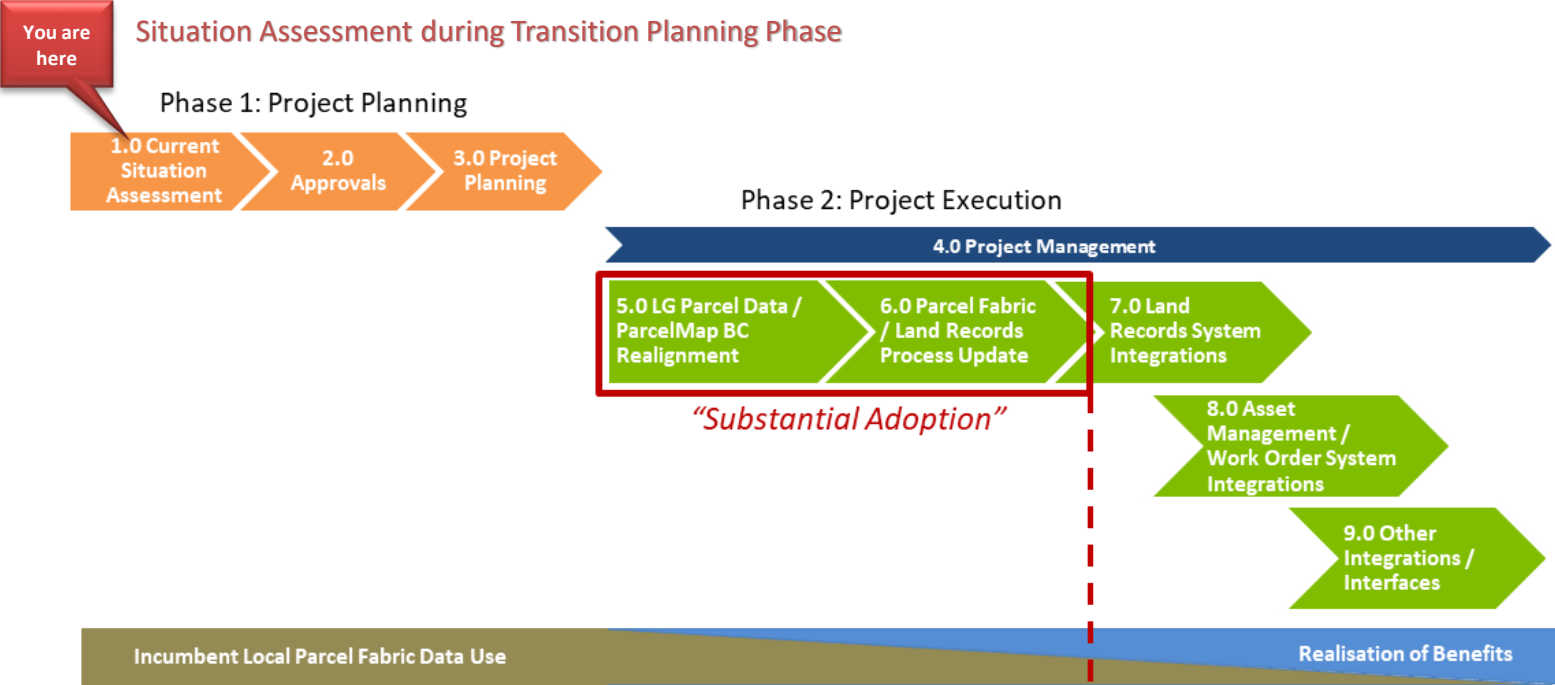 You are
here
Situation Assessment during Transition Planning Phase
Phase 1: Project Planning
1.0 Current
Situation
Assessment
2.0
Approvals
3.0 Project
Planning
Phase 2: Project Execution
4.0 Project Management
5.0 LG Parcel Data /
ParcelMap BC
Realignment
6.0 Parcel Fabric
/ Land Records
Process Update
7.0 Land
Records System
Integrations
"Substantial Adoption"
8.0 Asset
Management /
Work Order System
Integrations
9.0 Other
Integrations /
Interfaces
Incumbent Local Parcel Fabric Data Use
Realisation of Benefits